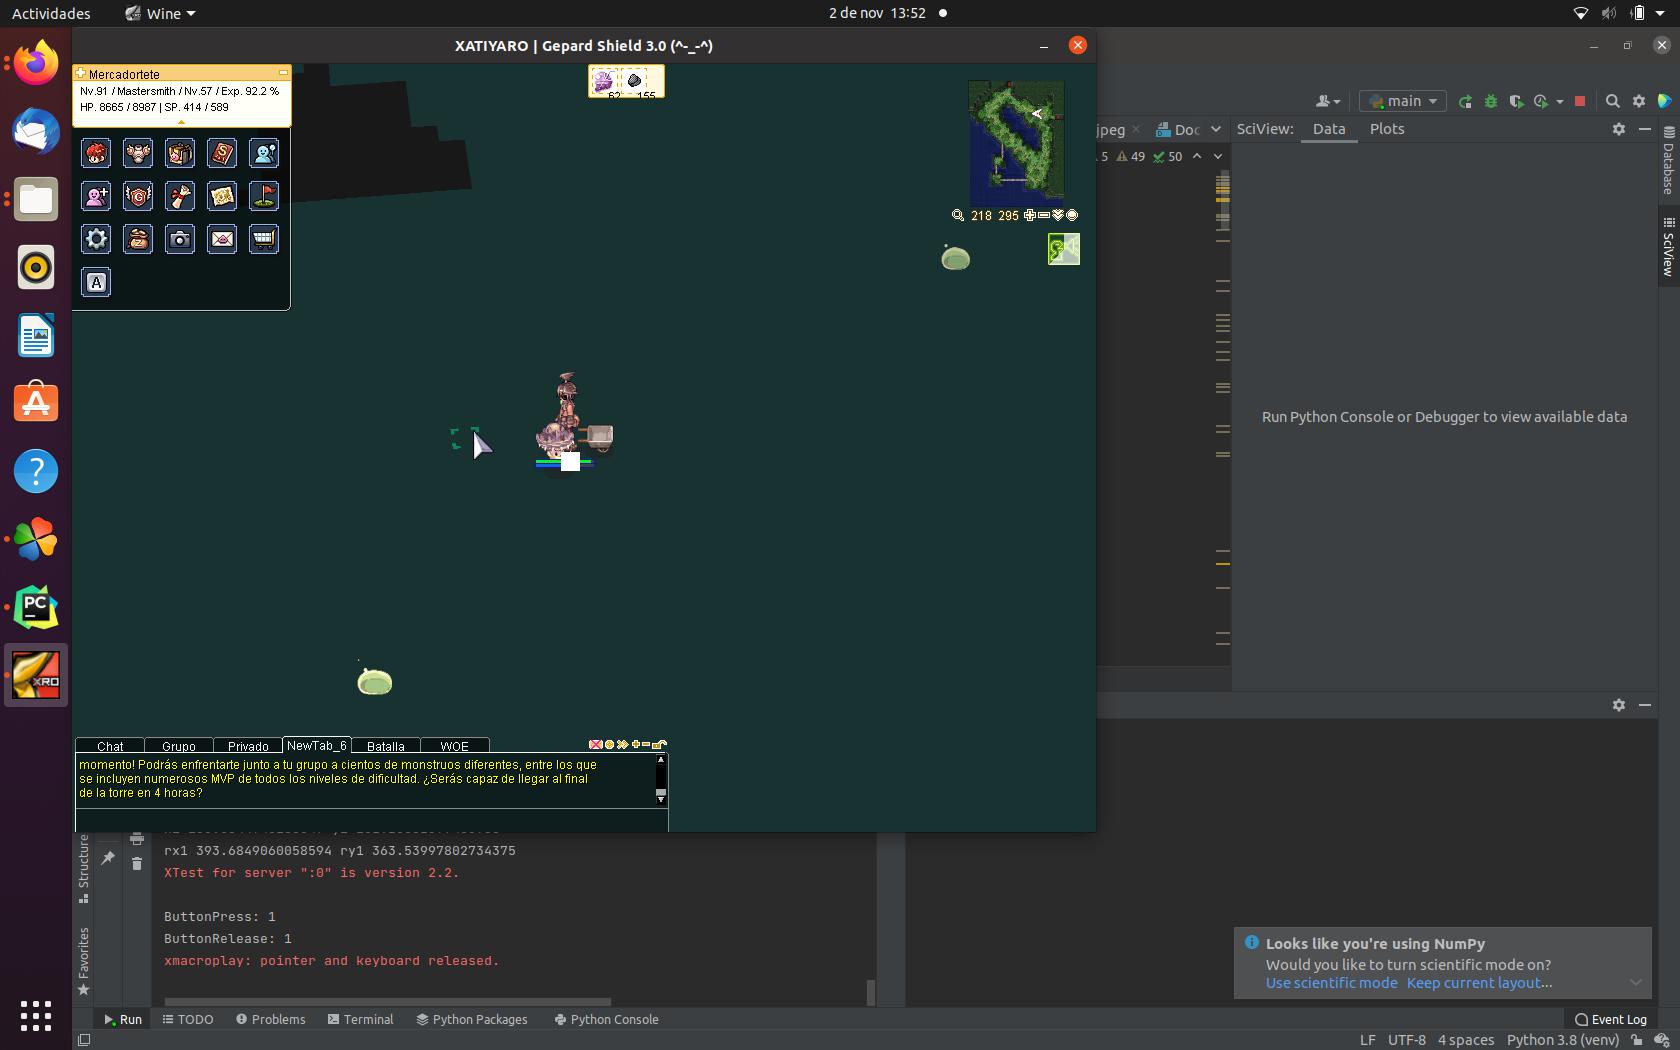 Actividades
Wine
2 de nov 13:52
XATIYARO | Gepard Shield 3.0 (^-_-^)
Mercadortete
Nv.91 / Mastersmith / Nv.57 / Exp. 92.2 %
HP. 8665 / 8987 | SP. 414 / 589
62
155
218 295
A
main
jpeg
Doc
SciView:
Data
Plots
5
49
50
Database
SciView
Run Python Console or Debugger to view available data
PC
XRO
Chat
Grupo
Privado
NewTab_6
Batalla
WOE
momento! Podrás enfrentarte junto a tu grupo a cientos de monstruos diferentes, entre los que
se incluyen numerosos MVP de todos los niveles de dificultad. ¿Serás capaz de llegar al final
de la torre en 4 horas?
rx1 393.6849060058594 ry1 363.53997802734375
XTest for server ":0" is version 2.2.
ButtonPress: 1
ButtonRelease: 1
xmacroplay: pointer and keyboard released.
Structure
Favorites
Looks like you're using NumPy
Would you like to turn scientific mode on?
Use scientific mode Keep current layout...
Run
TODO
Problems
Terminal
Python Packages
Python Console
Event Log
LF UTF-8 4 spaces Python 3.8 (venv)